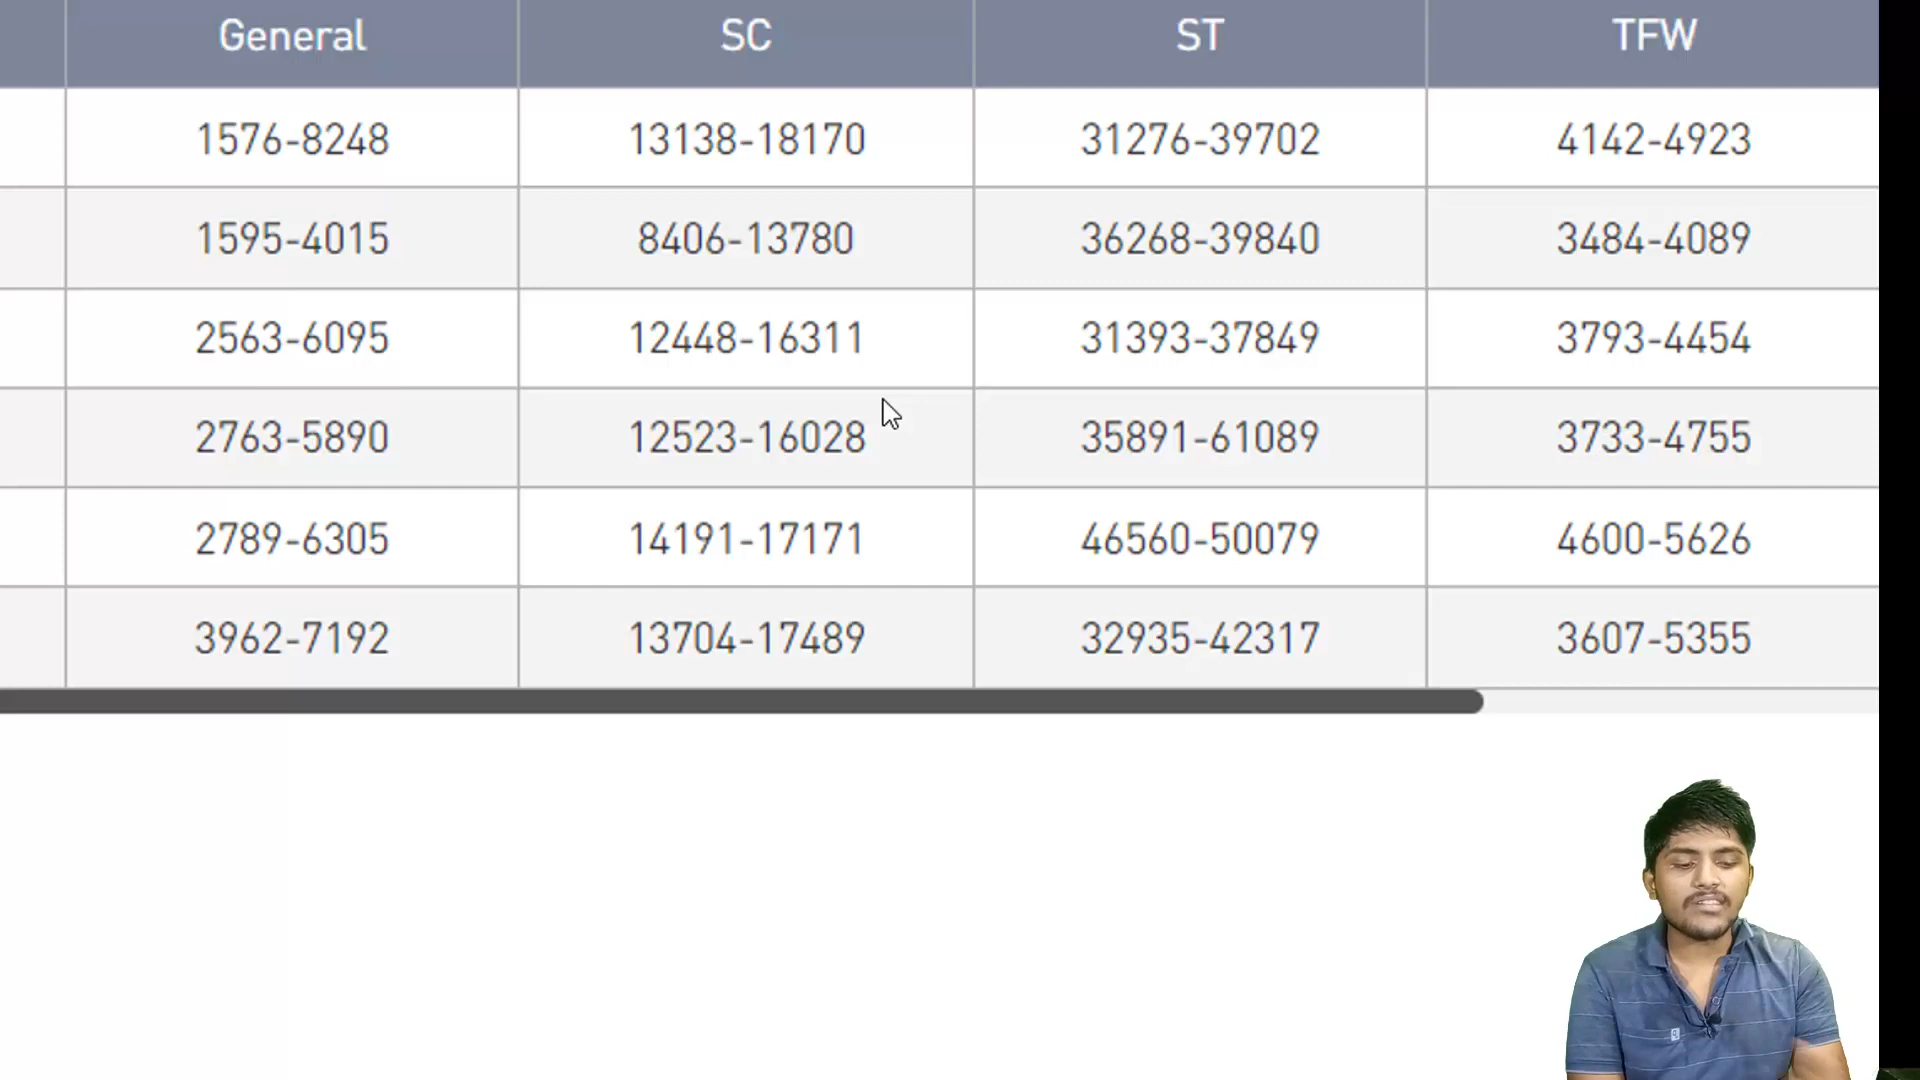 General SC ST TFW
1576-8248 13138-18170 31276-39702 4142-4923
1595-4015 8406-13780 36268-39840 3484-4089
2563-6095 12448-16311 31393-37849 3793-4454
2763-5890 12523-16028 35891-61089 3733-4755
2789-6305 14191-17171 46560-50079 4600-5626
3962-7192 13704-17489 32935-42317 3607-5355